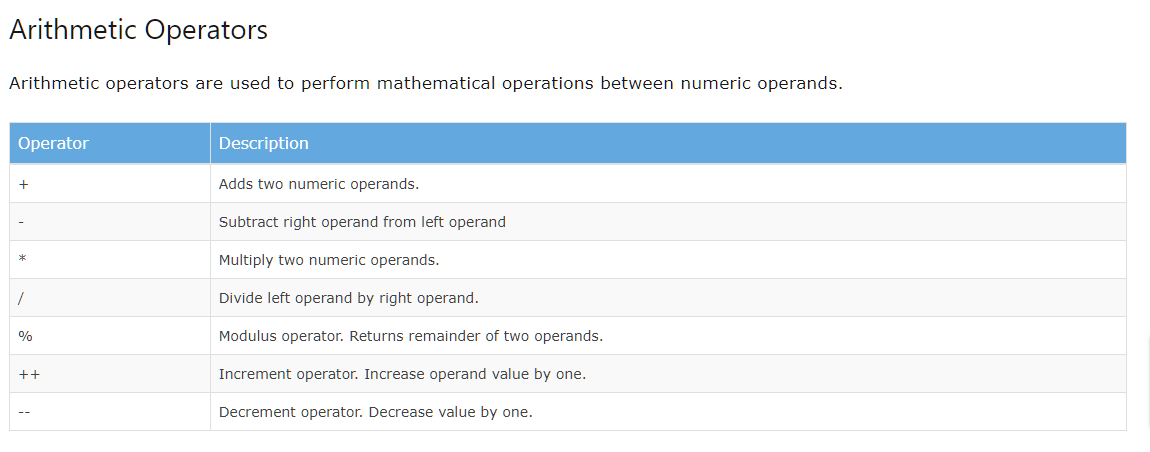 Arithmetic Operators
Arithmetic operators are used to perform mathematical operations between numeric operands.
Operator Description
+ Adds two numeric operands.
- Subtract right operand from left operand
* Multiply two numeric operands.
/ Divide left operand by right operand.
% Modulus operator. Returns remainder of two operands.
++ Increment operator. Increase operand value by one.
-- Decrement operator. Decrease value by one.